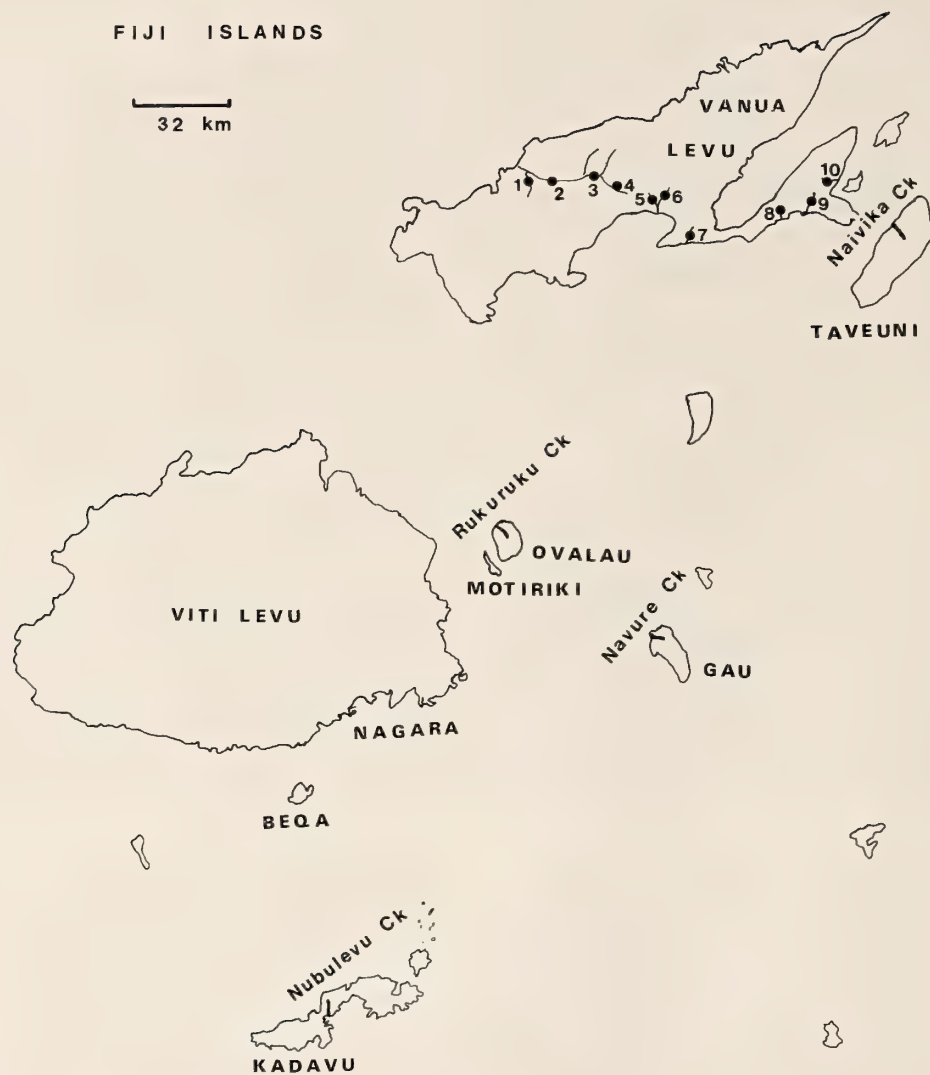 FIJI ISLANDS
32 km
VANUA
LEVU
1
2
3
4
5
6
7
8
9
10
Naivika Ck
TAVEUNI
Rukuruku Ck
OVALAU
MOTIRIKI
VITI LEVU
Navure Ck
GAU
NAGARA
BEQA
Nubulevu Ck
KADAVU